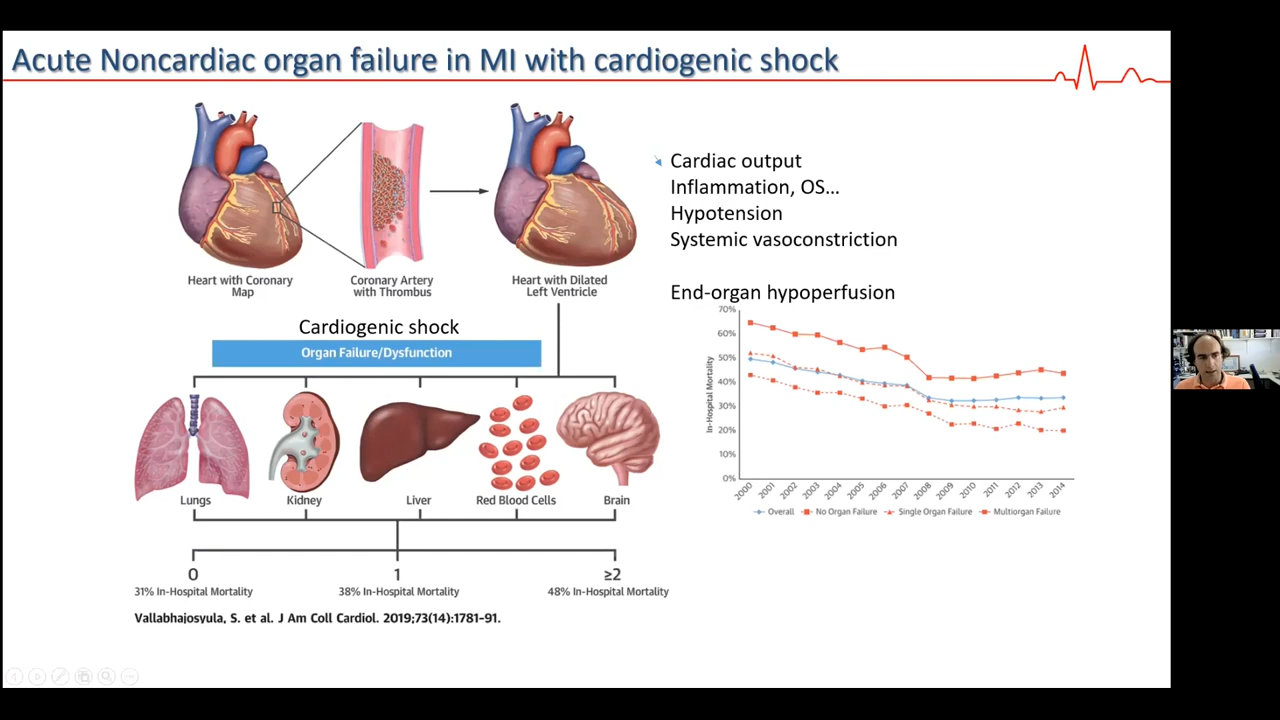 Acute Noncardiac organ failure in MI with cardiogenic shock
Heart with Coronary
Map
Coronary Artery
with Thrombus
Heart with Dilated
Left Ventricle
Cardiac output
Inflammation, OS...
Hypotension
Systemic vasoconstriction
End-organ hypoperfusion
Cardiogenic shock
Organ Failure/Dysfunction
Lungs
Kidney
Liver
Red Blood Cells
Brain
0
1
≥2
31% In-Hospital Mortality
38% In-Hospital Mortality
48% In-Hospital Mortality
Vallabhajosyula, S. et al. J Am Coll Cardiol. 2019;73(14):1781-91.
In-Hospital Mortality
70%
60%
50%
40%
30%
20%
10%
0%
2000
2001
2002
2003
2004
2005
2006
2007
2008
2009
2010
2011
2012
2013
2014
Overall
No Organ Failure
Single Organ Failure
Multiorgan Failure